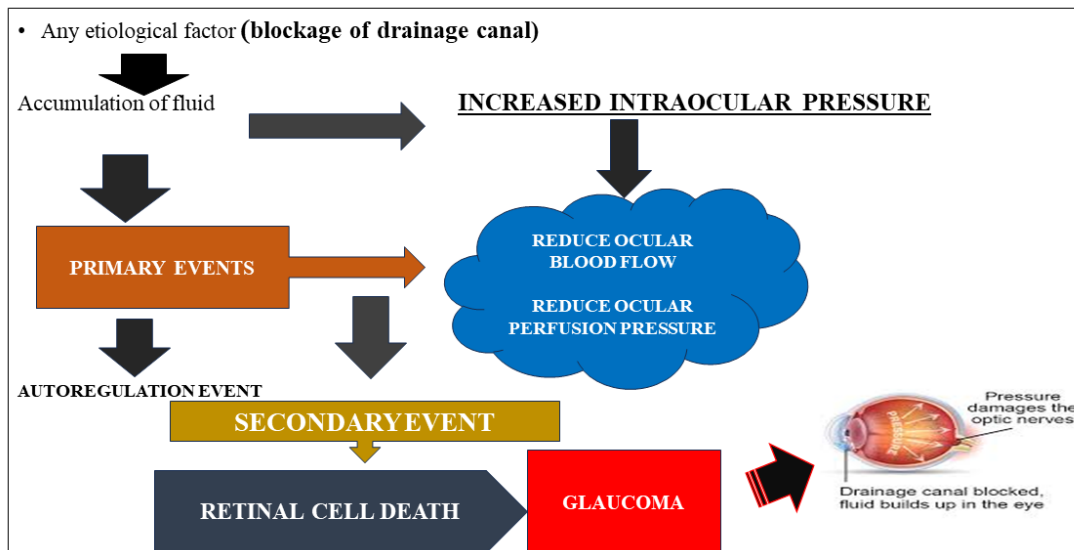 • Any etiological factor (blockage of drainage canal)
Accumulation of fluid
INCREASED INTRAOCULAR PRESSURE
PRIMARY EVENTS
REDUCE OCULAR
BLOOD FLOW
REDUCE OCULAR
PERFUSION PRESSURE
AUTOREGULATION EVENT
SECONDARYEVENT
RETINAL CELL DEATH
GLAUCOMA
Pressure
damages the
optic nerves
PRESSURE
Drainage canal blocked,
fluid builds up in the eye